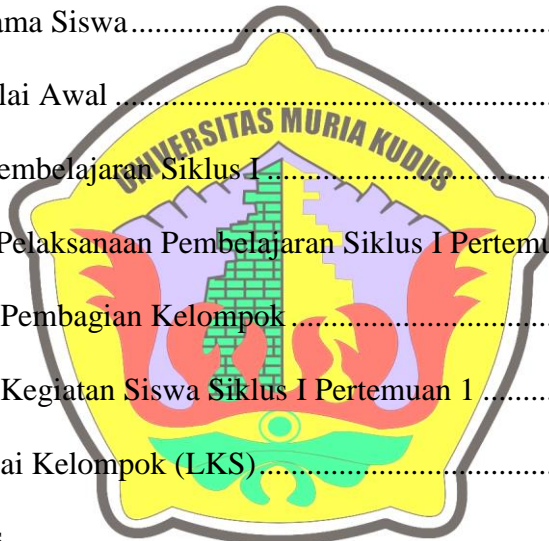 ama Siswa
lai Awal
UNIVERSITAS MURIA KUDUS
embelajaran Siklus I
Pelaksanaan Pembelajaran Siklus I Pertemu
Pembagian Kelompok
Kegiatan Siswa Siklus I Pertemuan 1
ai Kelompok (LKS)